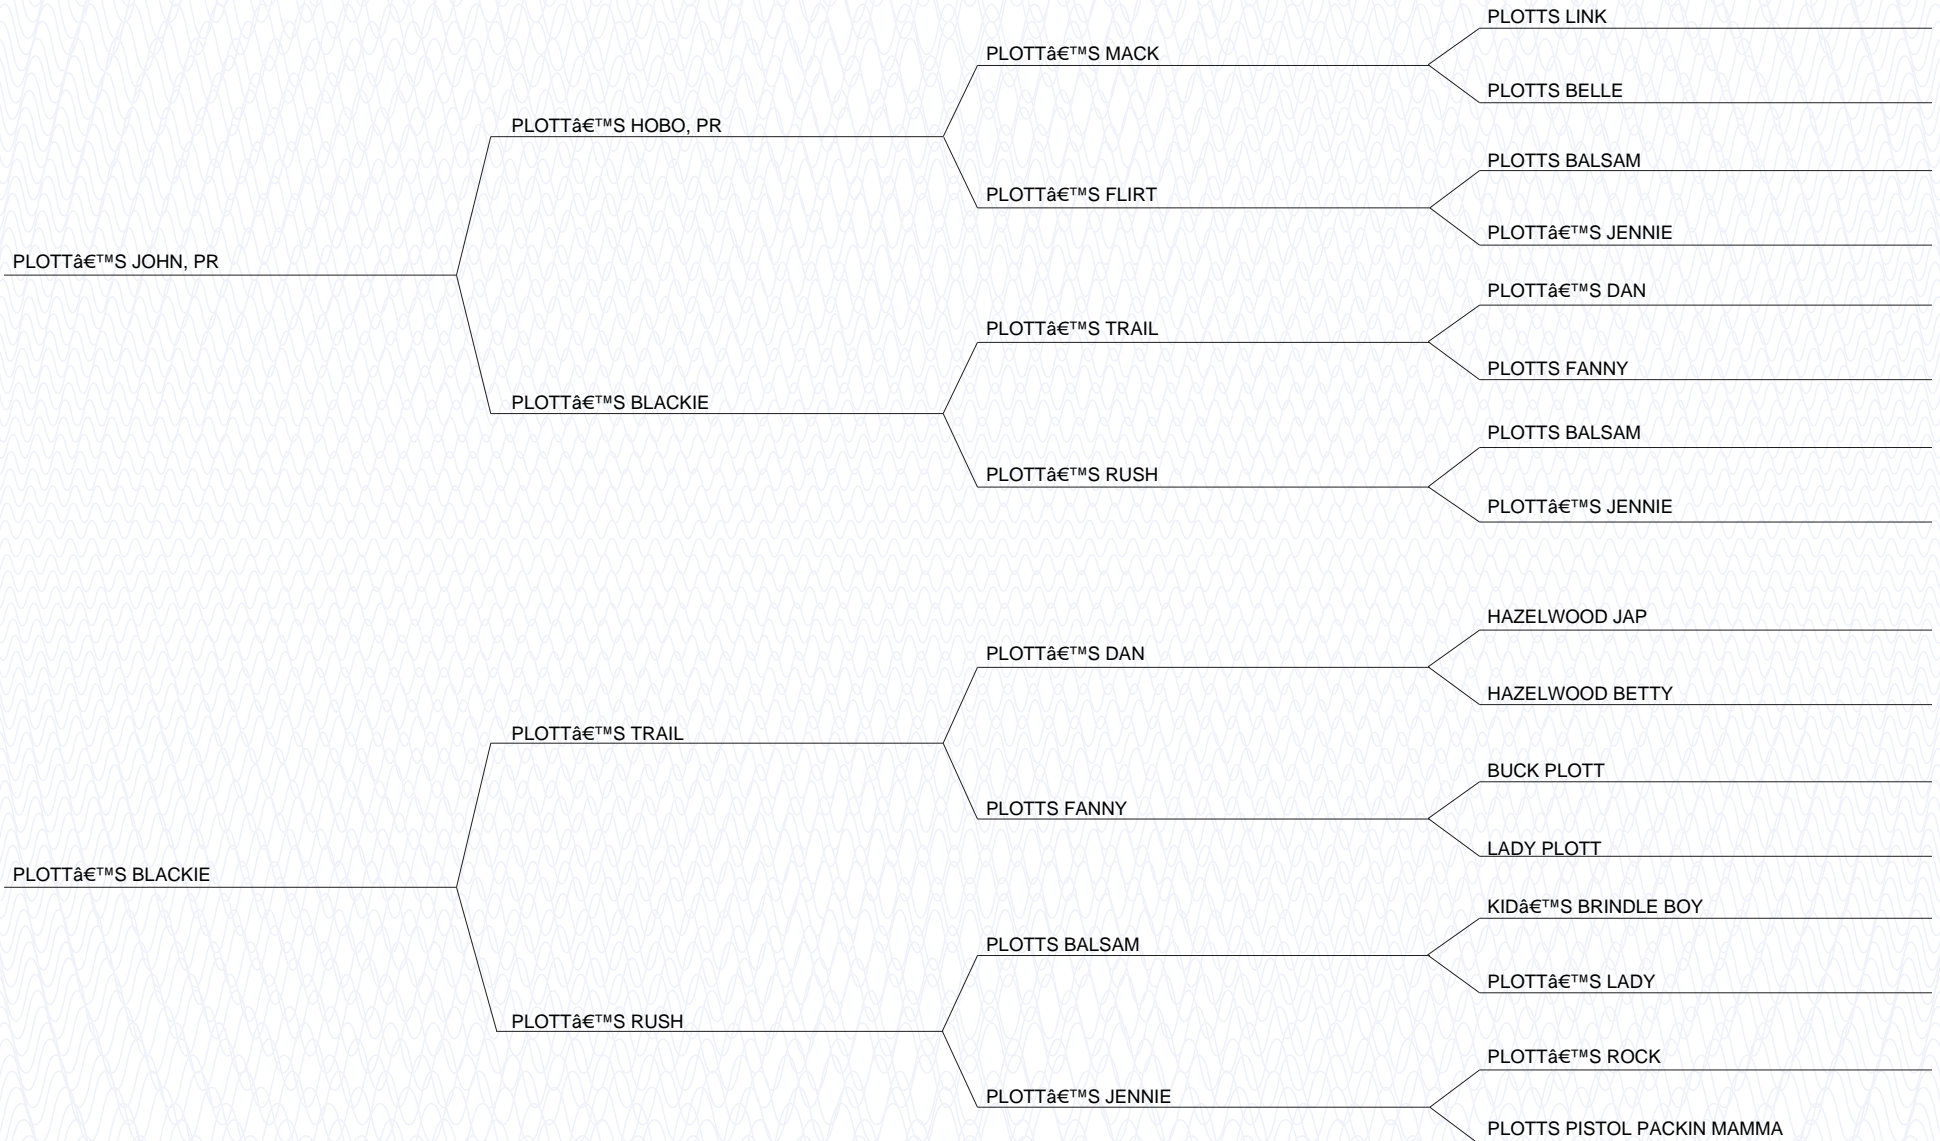 PLOTTS LINK
PLOTTâ€™S MACK
PLOTTS BELLE
PLOTTâ€™S HOBO, PR
PLOTTS BALSAM
PLOTTâ€™S FLIRT
PLOTTâ€™S JENNIE
PLOTTâ€™S JOHN, PR
PLOTTâ€™S DAN
PLOTTâ€™S TRAIL
PLOTTS FANNY
PLOTTâ€™S BLACKIE
PLOTTS BALSAM
PLOTTâ€™S RUSH
PLOTTâ€™S JENNIE
HAZELWOOD JAP
PLOTTâ€™S DAN
HAZELWOOD BETTY
PLOTTâ€™S TRAIL
BUCK PLOTT
PLOTTS FANNY
LADY PLOTT
PLOTTâ€™S BLACKIE
KIDâ€™S BRINDLE BOY
PLOTTS BALSAM
PLOTTâ€™S LADY
PLOTTâ€™S RUSH
PLOTTâ€™S ROCK
PLOTTâ€™S JENNIE
PLOTTS PISTOL PACKIN MAMMA